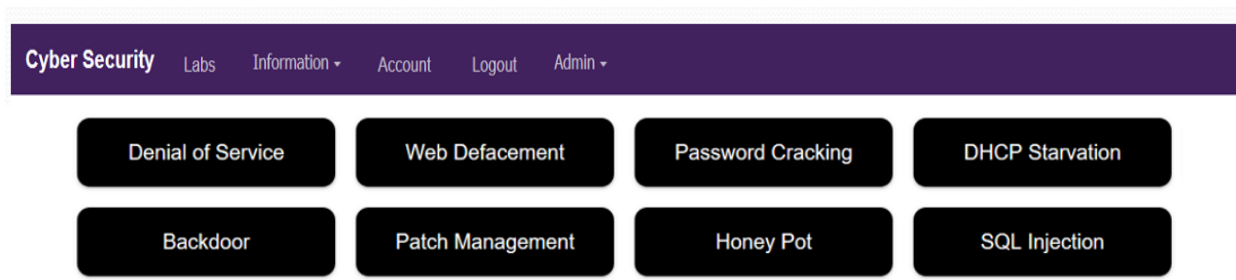 Cyber Security Labs Information Account Logout Admin
Denial of Service Web Defacement Password Cracking DHCP Starvation
Backdoor Patch Management Honey Pot SQL Injection